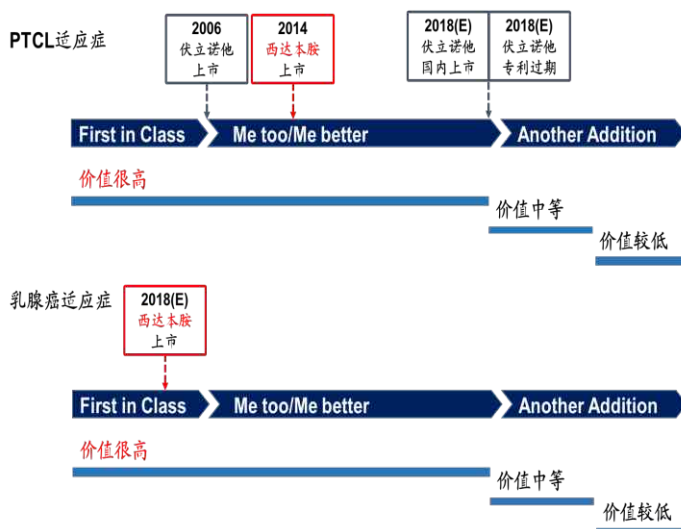 PTCL适应症
2006
伏立诺他
上市
2014
西达本胺
上市
2018(E)
伏立诺他
国内上市
2018(E)
伏立诺他
专利过期
First in Class
Me too/Me better
Another Addition
价值很高
价值中等
价值较低
乳腺癌适应症
2018(E)
西达本胺
上市
First in Class
Me too/Me better
Another Addition
价值很高
价值中等
价值较低